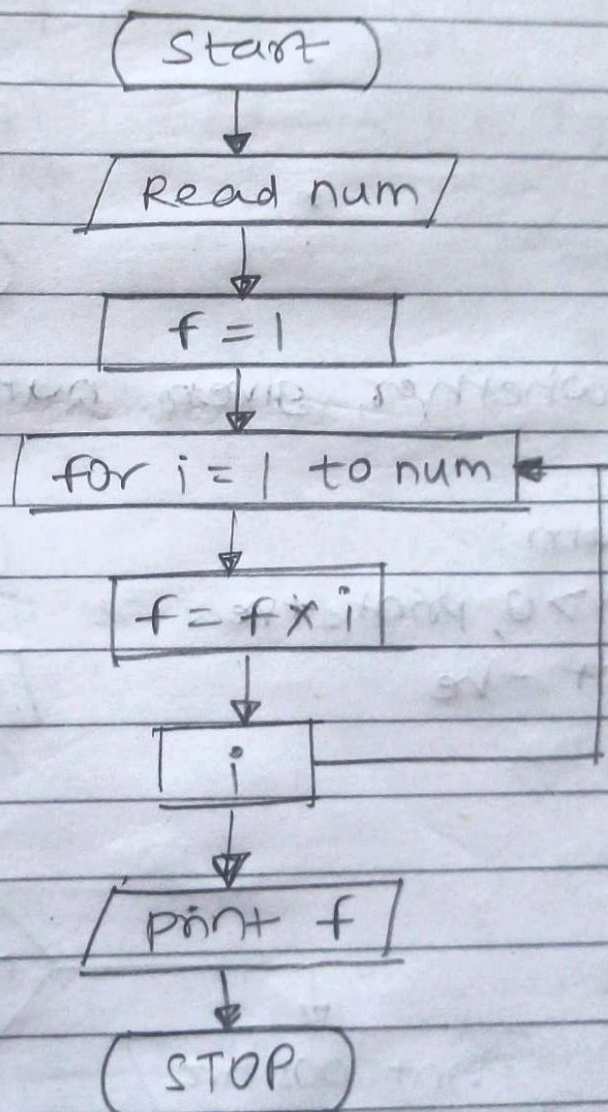 Start
Read num
f = 1
for i = 1 to num
f = f × i
i
print f
STOP